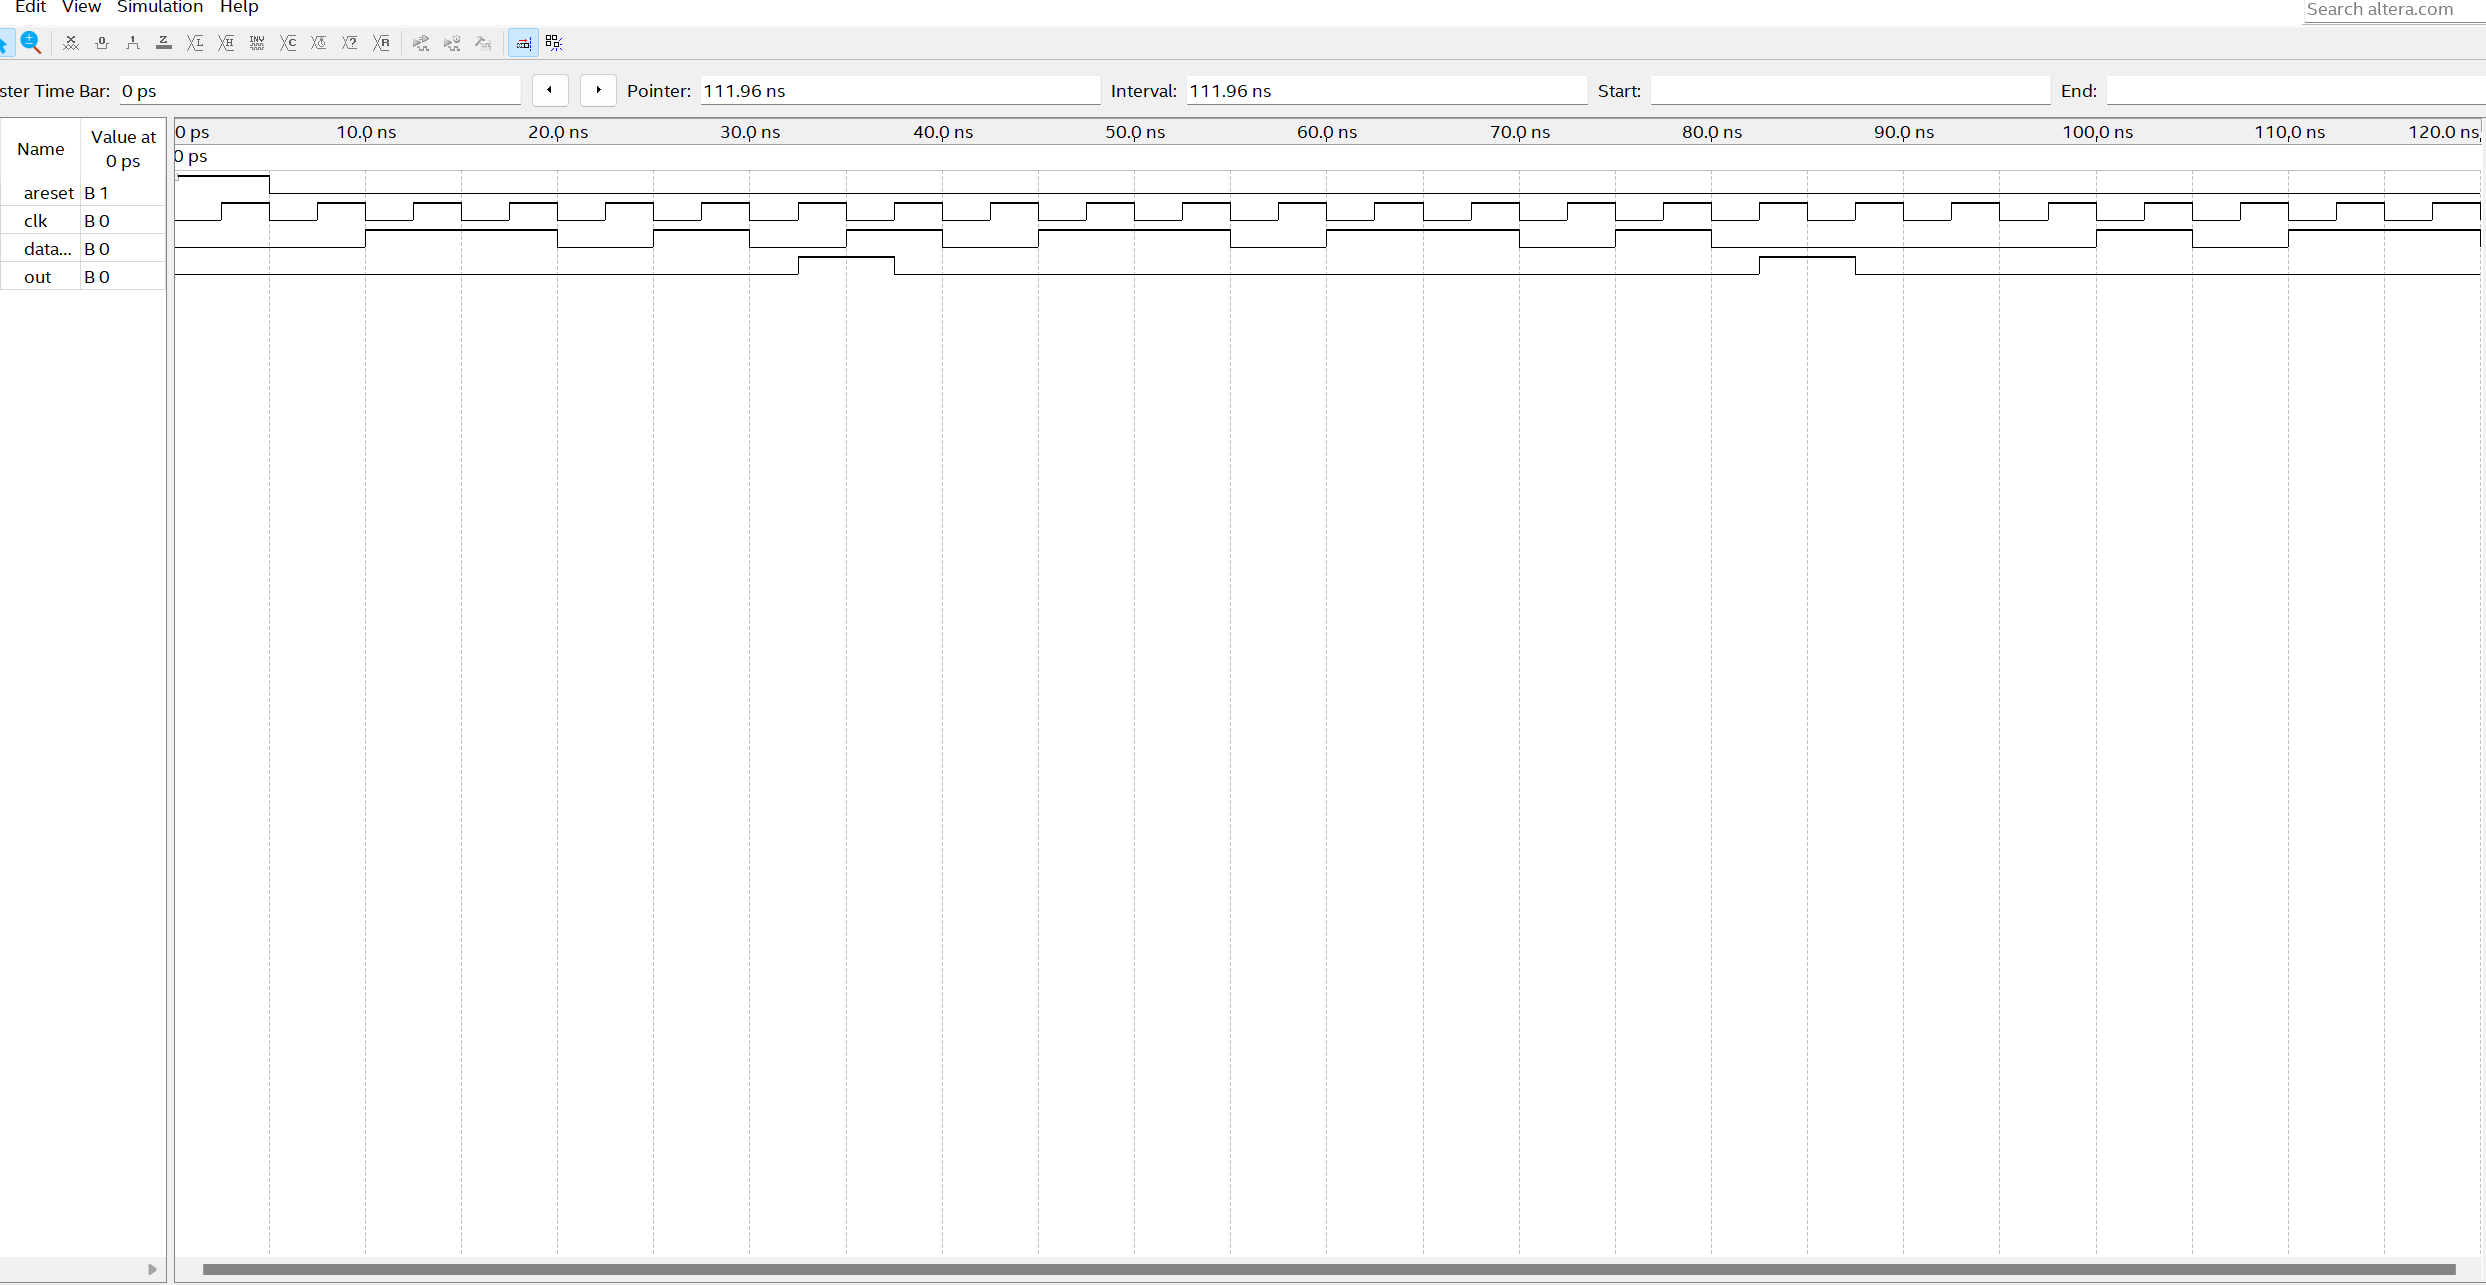 Edit View Simulation Help
Search altera.com
ster Time Bar: 0 ps Pointer: 111.96 ns Interval: 111.96 ns Start: End:
Name Value at 0 ps
0 ps 10.0 ns 20.0 ns 30.0 ns 40.0 ns 50.0 ns 60.0 ns 70.0 ns 80.0 ns 90.0 ns 100.0 ns 110.0 ns 120.0 ns
0 ps
areset B 1
clk B 0
data... B 0
out B 0